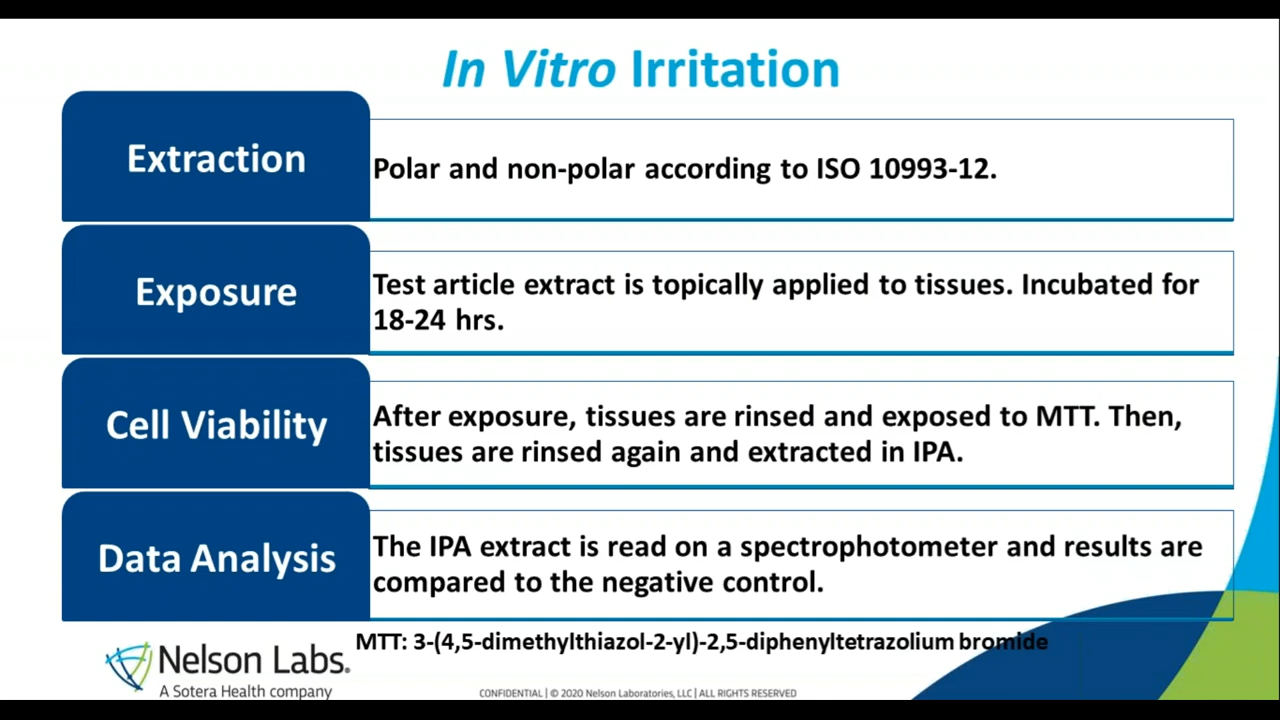 In Vitro Irritation
Extraction
Polar and non-polar according to ISO 10993-12.
Exposure
Test article extract is topically applied to tissues. Incubated for
18-24 hrs.
Cell Viability
After exposure, tissues are rinsed and exposed to MTT. Then,
tissues are rinsed again and extracted in IPA.
Data Analysis
The IPA extract is read on a spectrophotometer and results are
compared to the negative control.
MTT: 3-(4,5-dimethylthiazol-2-yl)-2,5-diphenyltetrazolium bromide
Nelson Labs.®
A Sotera Health company
CONFIDENTIAL | © 2020 Nelson Laboratories, LLC | ALL RIGHTS RESERVED